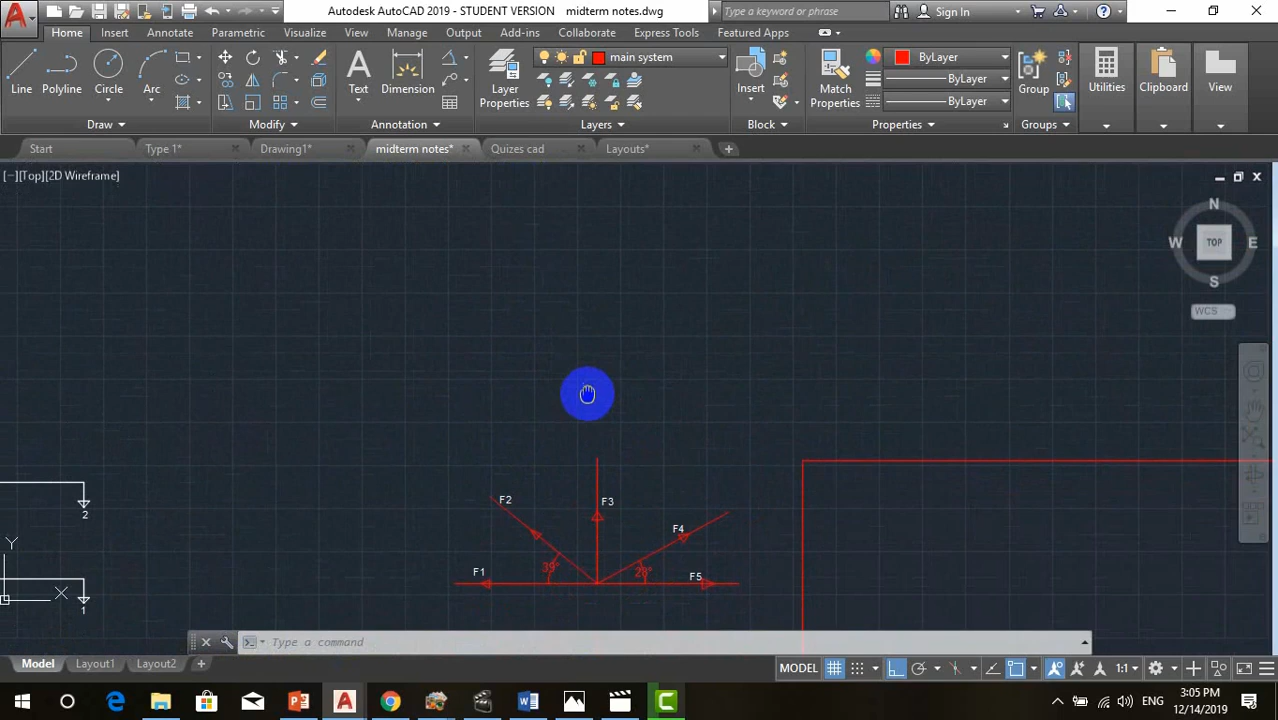 Autodesk AutoCAD 2019 - STUDENT VERSION midterm notes.dwg
Type a keyword or phrase
Sign In
Home Insert Annotate Parametric Visualize View Manage Output Add-ins Collaborate Express Tools Featured Apps
main system
ByLayer
ByLayer
ByLayer
Line Polyline Circle Arc Text Dimension Layer Properties Insert Match Properties Group Utilities Clipboard View
Draw Modify Annotation Layers Block Properties Groups
Start Type 1* Drawing1* midterm notes* Quizes cad Layouts*
[−][Top][2D Wireframe]
N
W TOP E
S
WCS
F2 F3
2
F4
Y
39° 28°
F1 F5
X
1
Type a command
Model Layout1 Layout2 MODEL 1:1
ENG 3:05 PM
12/14/2019